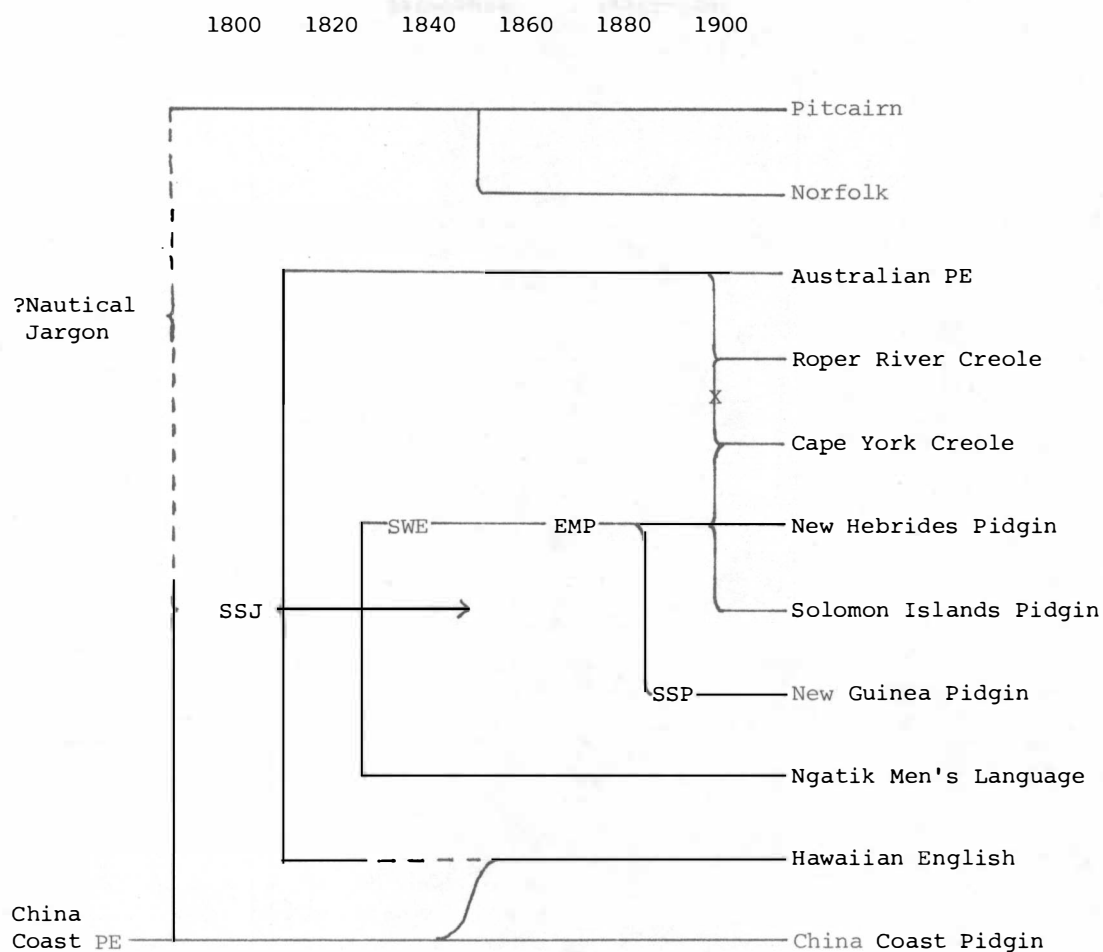 1800 1820 1840 1860 1880 1900
Pitcairn
Norfolk
Australian PE
?Nautical
Jargon
Roper River Creole
X
Cape York Creole
SWE EMP New Hebrides Pidgin
SSJ Solomon Islands Pidgin
SSP New Guinea Pidgin
Ngatik Men's Language
Hawaiian English
China
Coast PE China Coast Pidgin